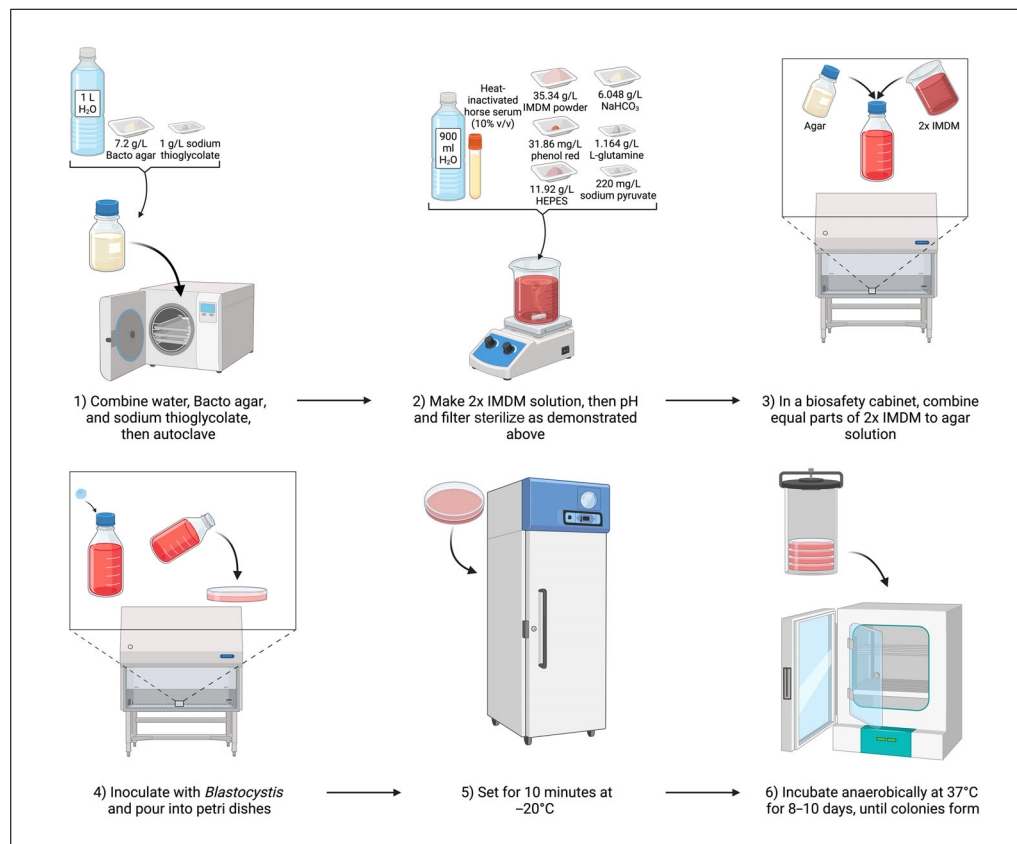 1 L
H₂O
7.2 g/L
Bacto agar
1 g/L sodium
thioglycolate
1) Combine water, Bacto agar,
and sodium thioglycolate,
then autoclave
900
ml
H₂O
Heat-
inactivated
horse serum
(10% v/v)
35.34 g/L
IMDM powder
6.048 g/L
NaHCO₃
31.86 mg/L
phenol red
1.164 g/L
L-glutamine
11.92 g/L
HEPES
220 mg/L
sodium pyruvate
2) Make 2x IMDM solution, then pH
and filter sterilize as demonstrated
above
Agar
2x IMDM
3) In a biosafety cabinet, combine
equal parts of 2x IMDM to agar
solution
4) Inoculate with Blastocystis
and pour into petri dishes
5) Set for 10 minutes at
–20°C
6) Incubate anaerobically at 37°C
for 8–10 days, until colonies form